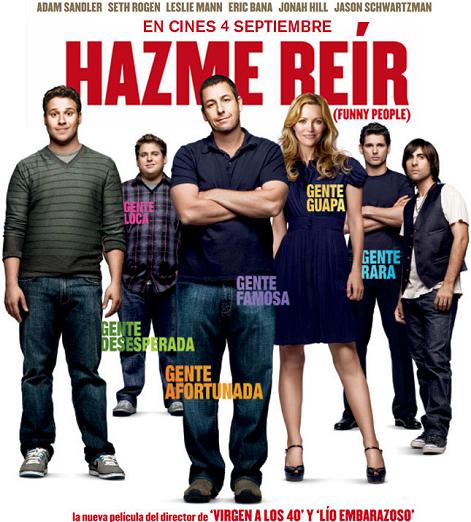 ADAM SANDLER SETH ROGEN LESLIE MANN ERIC BANA JONAH HILL JASON SCHWARTZMAN
EN CINES 4 SEPTIEMBRE
HAZME REÍR
(FUNNY PEOPLE)
GENTE
LOCA
GENTE
GUAPA
GENTE
RARA
GENTE
FAMOSA
GENTE
DESESPERADA
GENTE
AFORTUNADA
la nueva película del director de 'VIRGEN A LOS 40' Y 'LÍO EMBARAZOSO'